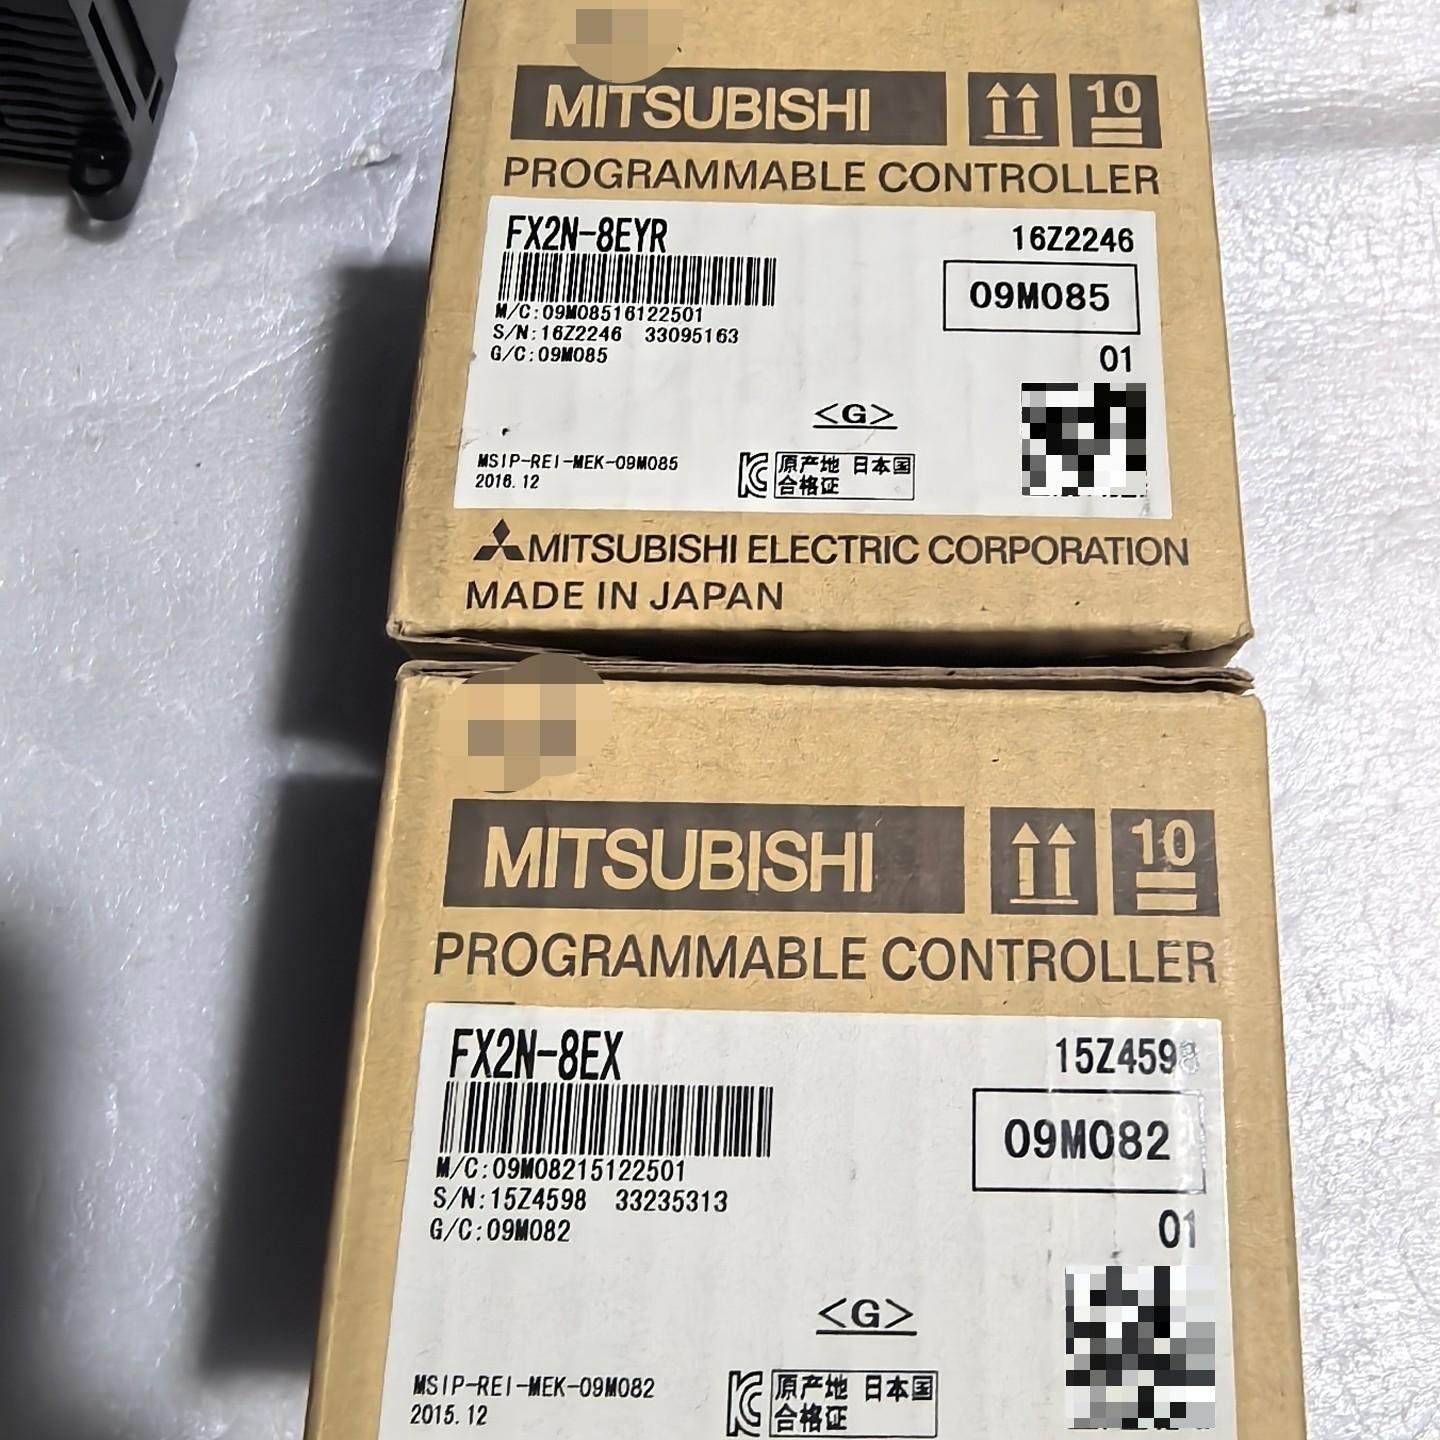 MITSUBISHI
10
PROGRAMMABLE CONTROLLER
FX2N-8EYR
16Z2246
09M085
M/C:09M08516122501
S/N:16Z2246 33095163
G/C:09M085
01
<G>
MSIP-REI-MEK-09M085
2016.12
原产地 日本国
合格证
MITSUBISHI ELECTRIC CORPORATION
MADE IN JAPAN
MITSUBISHI
10
PROGRAMMABLE CONTROLLER
FX2N-8EX
15Z4598
09M082
M/C:09M08215122501
S/N:15Z4598 33235313
G/C:09M082
01
<G>
MSIP-REI-MEK-09M082
2015.12
原产地 日本国
合格证